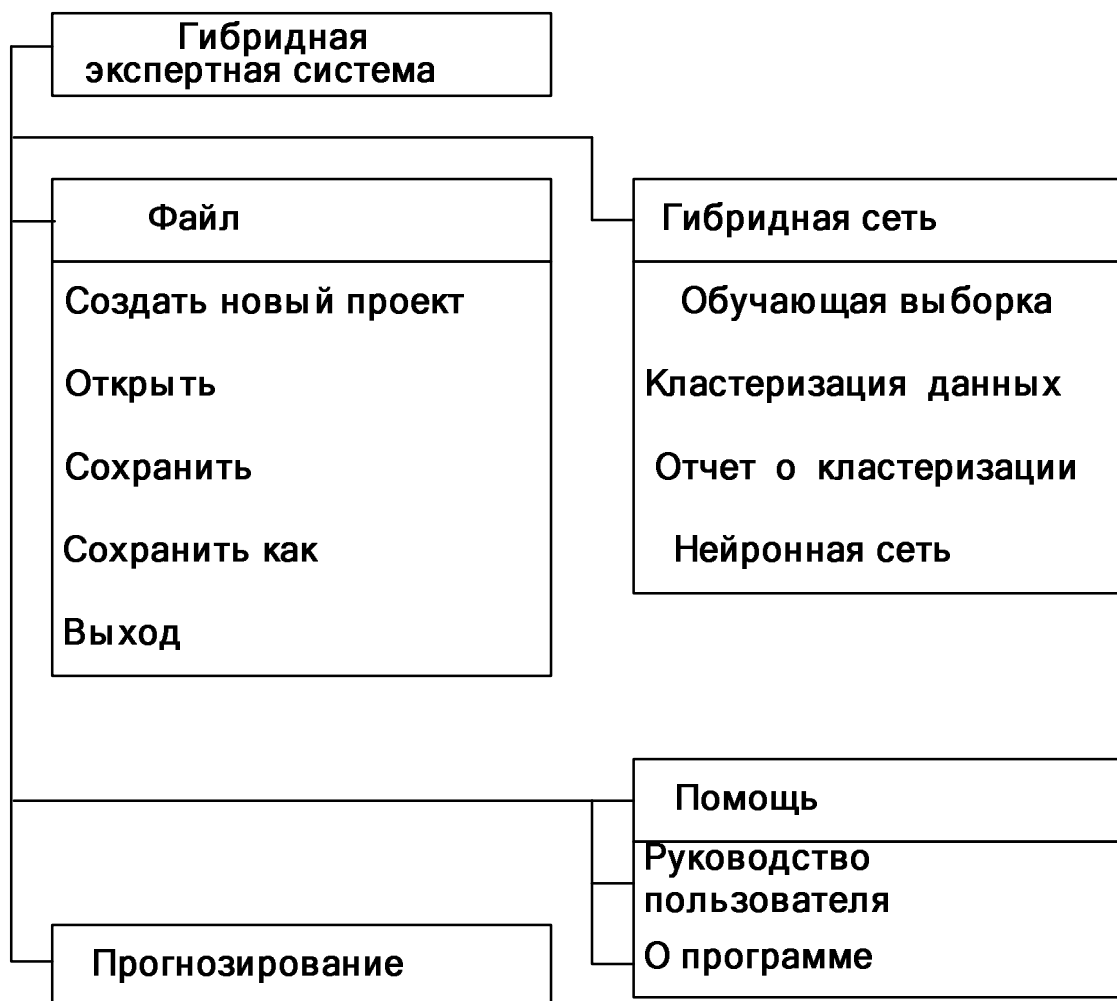 Гибридная
экспертная система
Файл
Создать новый проект
Открыть
Сохранить
Сохранить как
Выход
Гибридная сеть
Обучающая выборка
Кластеризация данных
Отчет о кластеризации
Нейронная сеть
Помощь
Руководство
пользователя
О программе
Прогнозирование